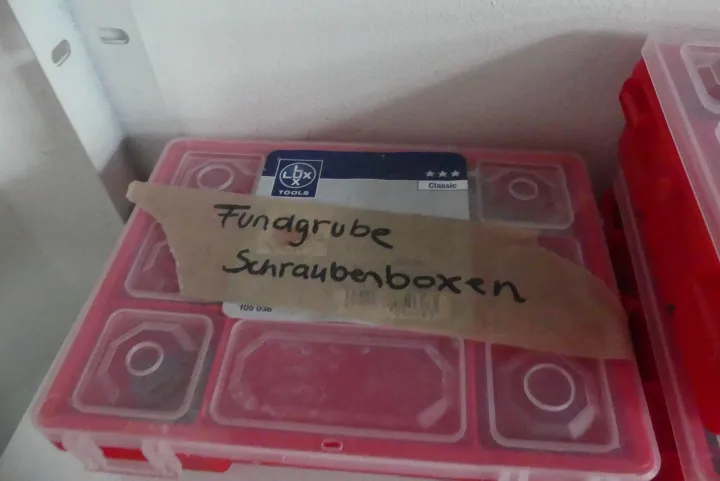 LUX
TOOLS
Classic
Fundgrube
Schraubenboxen